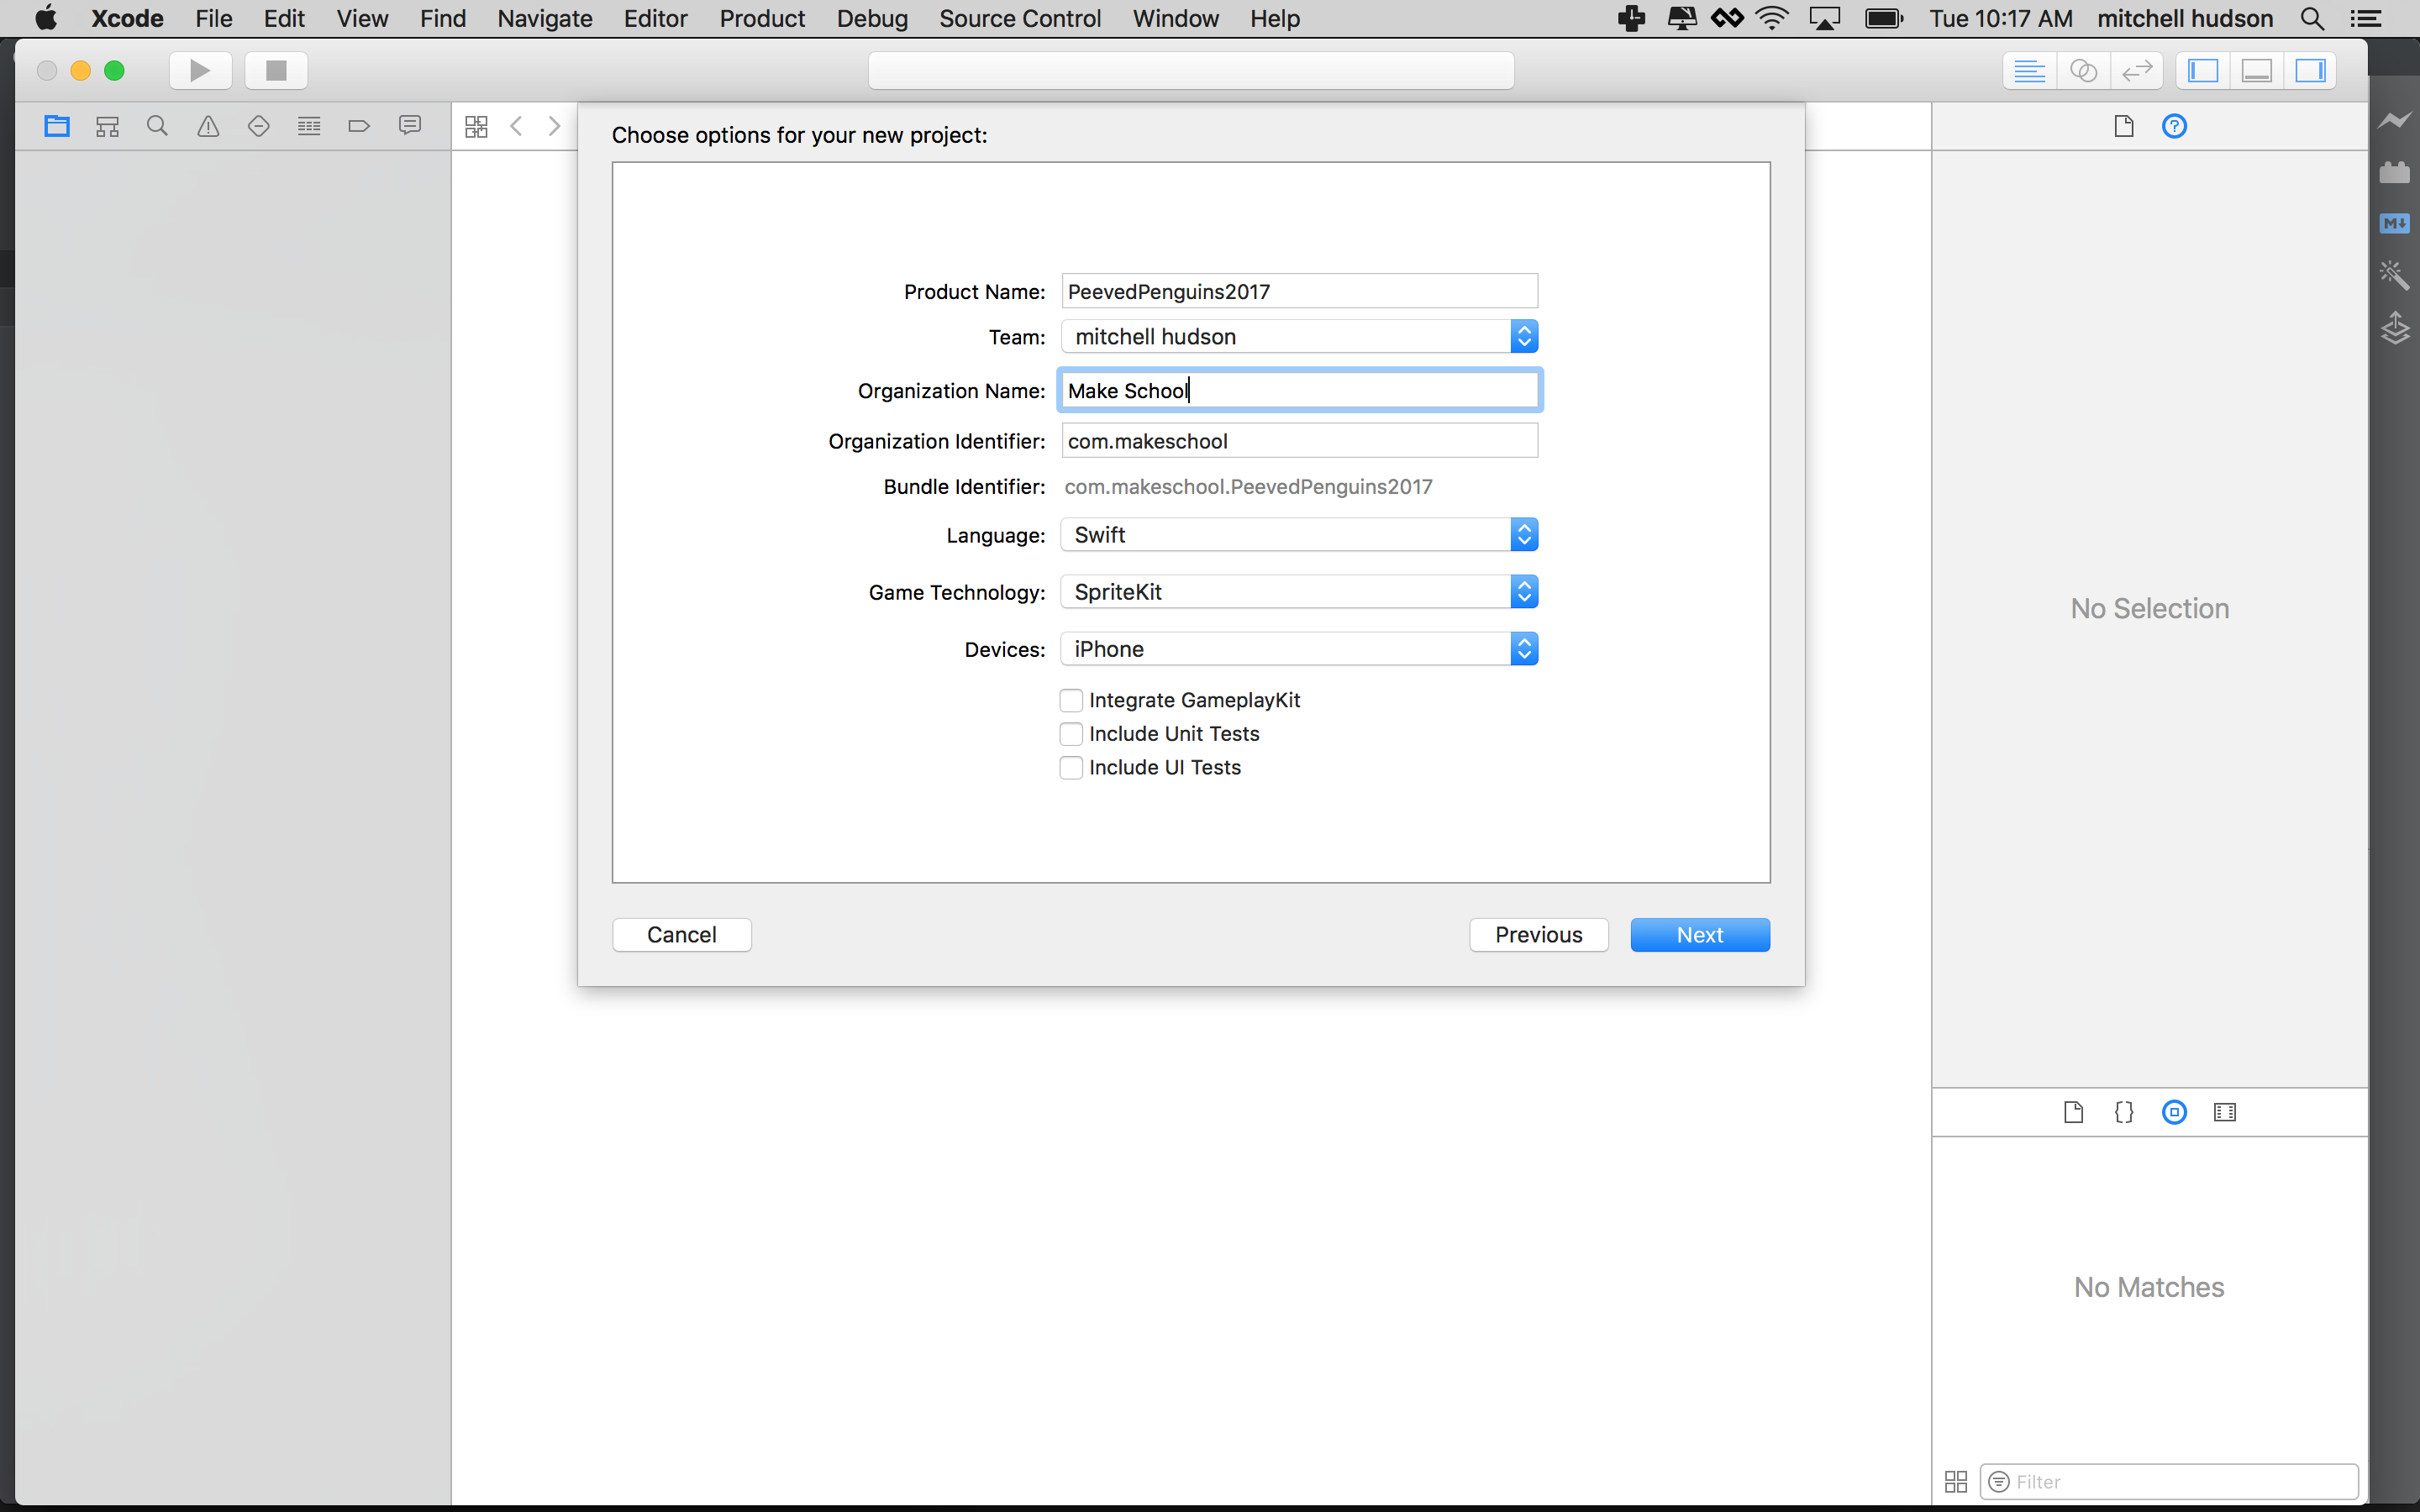 Xcode File Edit View Find Navigate Editor Product Debug Source Control Window Help Tue 10:17 AM mitchell hudson
Choose options for your new project:
Product Name: PeevedPenguins2017
Team: mitchell hudson
Organization Name: Make School
Organization Identifier: com.makeschool
Bundle Identifier: com.makeschool.PeevedPenguins2017
Language: Swift
Game Technology: SpriteKit
Devices: iPhone
Integrate GameplayKit
Include Unit Tests
Include UI Tests
Cancel Previous Next
No Selection
No Matches
Filter
M